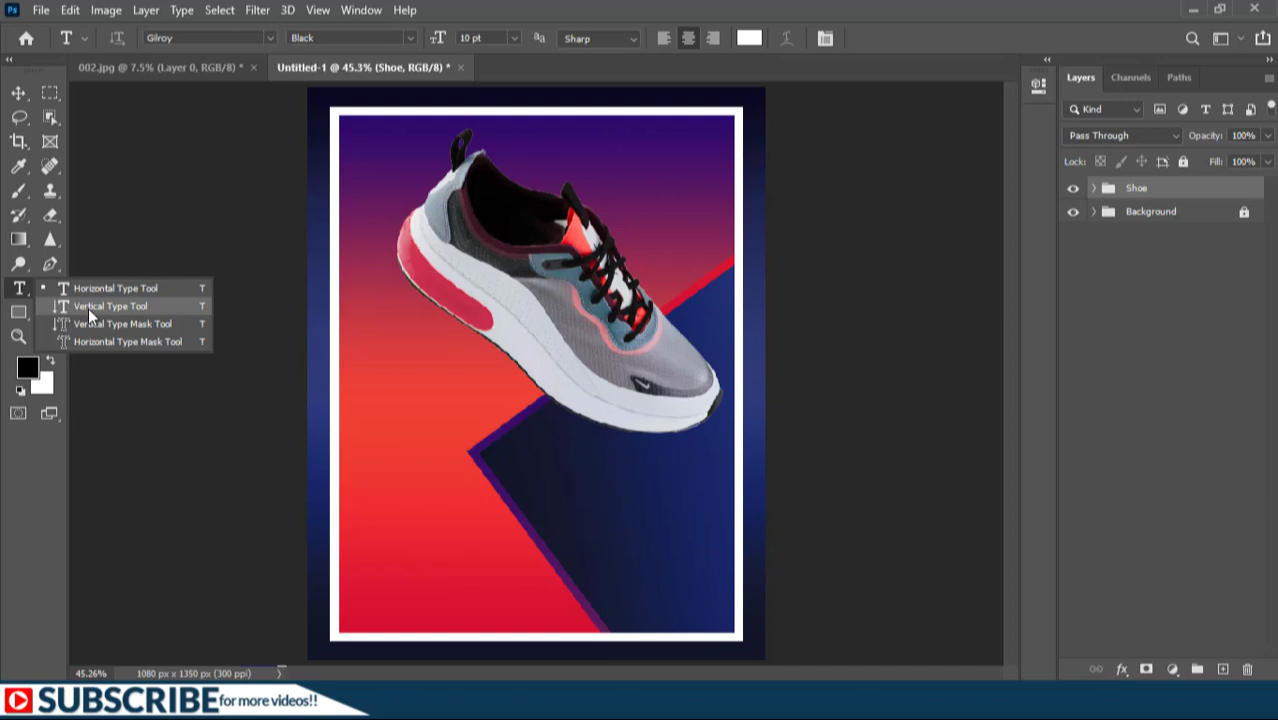 Ps File Edit Image Layer Type Select Filter 3D View Window Help
T Gilroy Black 10 pt Sharp
002.jpg @ 7.5% (Layer 0, RGB/8) * × Untitled-1 @ 45.3% (Shoe, RGB/8) * ×
Layers Channels Paths
Kind
Pass Through Opacity: 100%
Lock: Fill: 100%
Shoe
Background
T Horizontal Type Tool T
T Vertical Type Tool T
Vertical Type Mask Tool T
Horizontal Type Mask Tool T
45.26% 1080 px x 1350 px (300 ppi)
fx
SUBSCRIBE for more videos!!